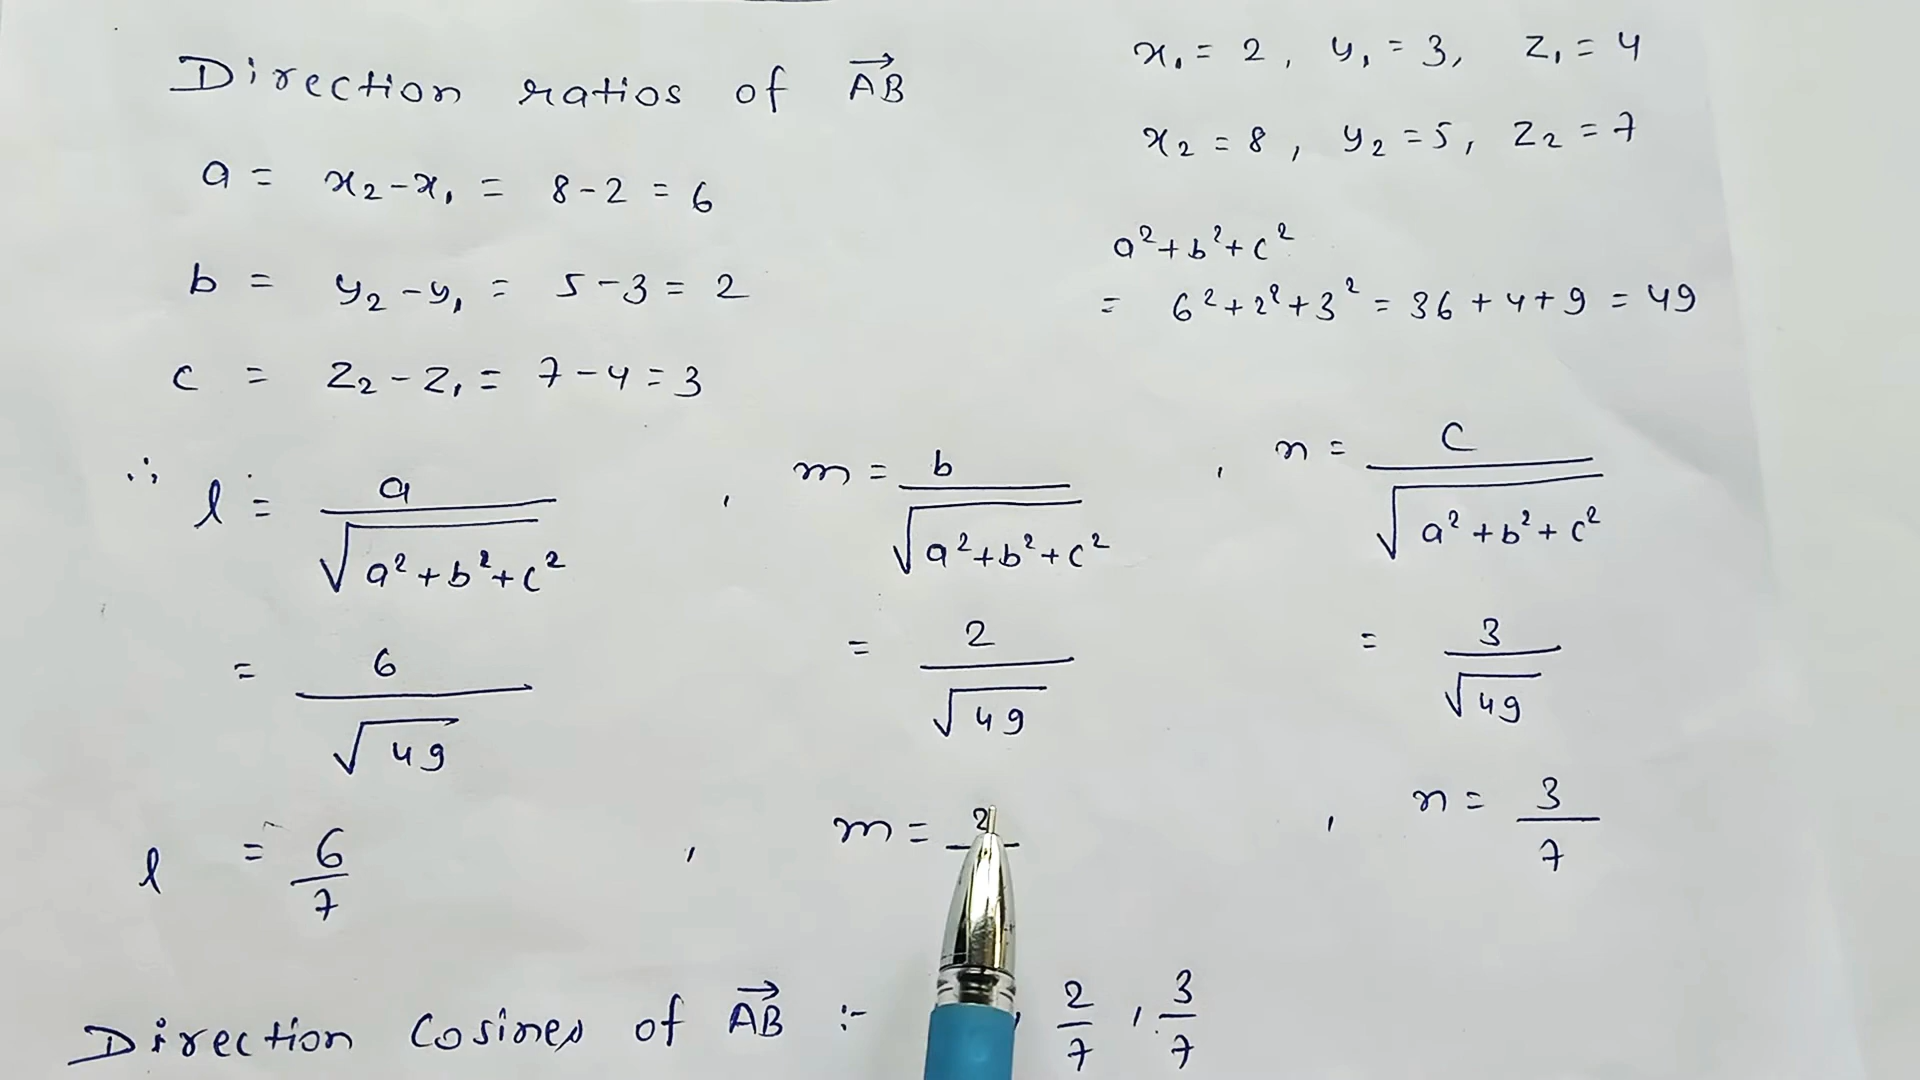 Direction ratios of AB→
x₁ = 2, y₁ = 3, z₁ = 4
x₂ = 8, y₂ = 5, z₂ = 7
a = x₂ - x₁ = 8 - 2 = 6
b = y₂ - y₁ = 5 - 3 = 2
c = z₂ - z₁ = 7 - 4 = 3
a² + b² + c²
= 6² + 2² + 3² = 36 + 4 + 9 = 49
∴ l = a / √(a² + b² + c²) , m = b / √(a² + b² + c²) , n = c / √(a² + b² + c²)
= 6 / √49 = 2 / √49 = 3 / √49
l = 6/7 , m = 2 , n = 3/7
Direction Cosines of AB→ :- , 2/7 , 3/7